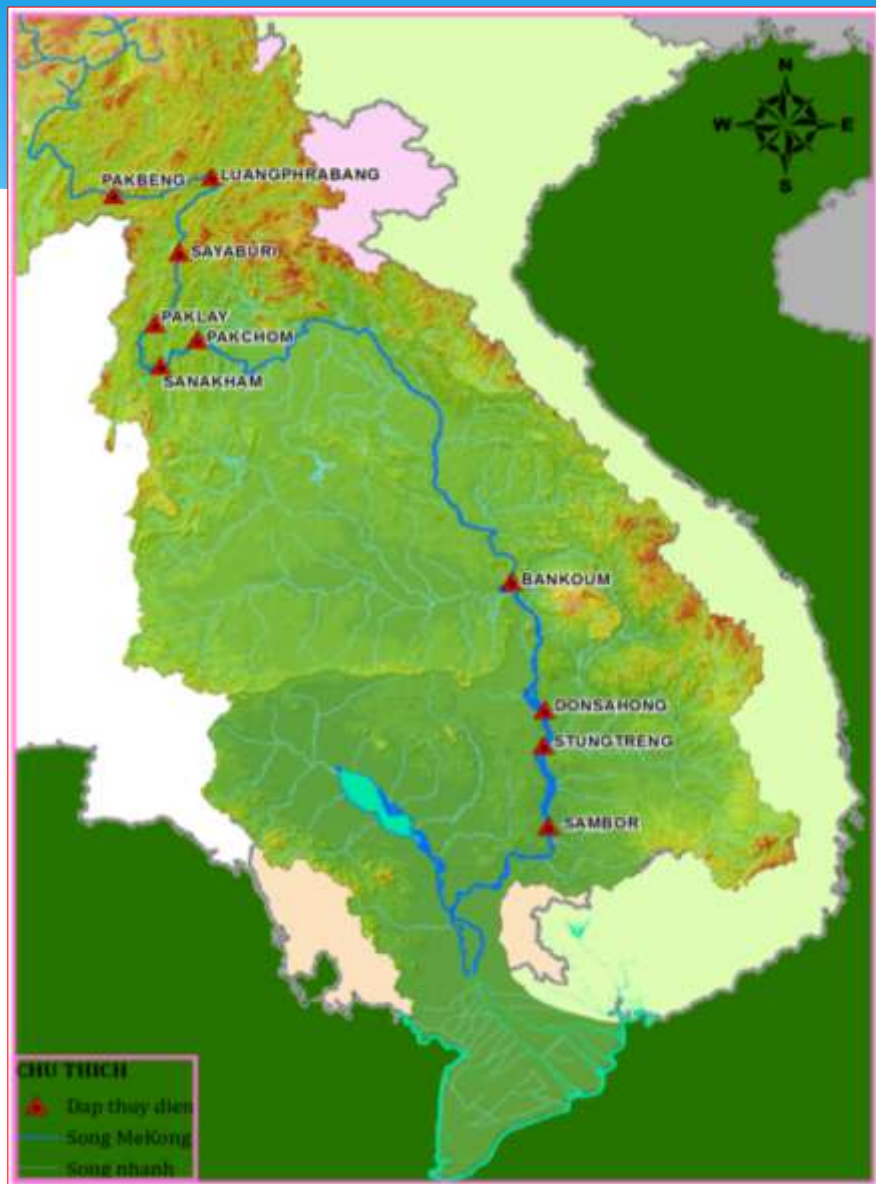 N
W E
S
PAKBENG LUANGPHRABANG
SAYABURI
PAKLAY
PAKCHOM
SANAKHAM
BANKOUM
DONSAHONG
STUNGTRENG
SAMBOR
CHU THICH
Dap thuy dien
Song MeKong
Song nhanh